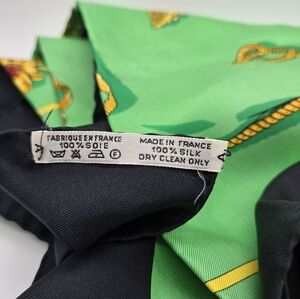 FABRIQUE EN FRANCE
100% SOIE
MADE IN FRANCE
100% SILK
DRY CLEAN ONLY